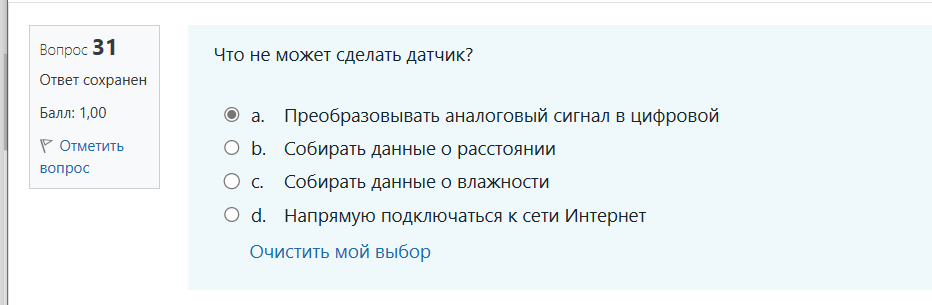 Вопрос 31
Ответ сохранен
Балл: 1,00
Отметить
вопрос
Что не может сделать датчик?
a. Преобразовывать аналоговый сигнал в цифровой
b. Собирать данные о расстоянии
c. Собирать данные о влажности
d. Напрямую подключаться к сети Интернет
Очистить мой выбор